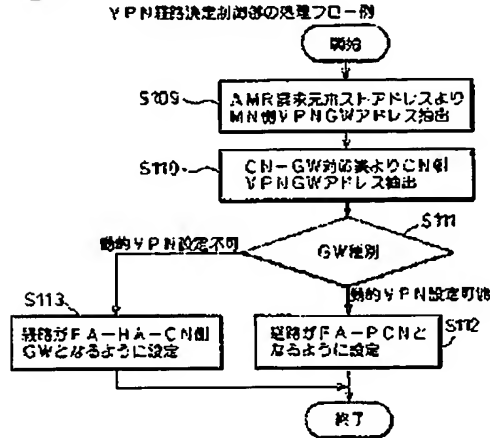 VPN経路決定制御部の処理フロー例
開始
S109
AMR要求元ホストアドレスより
MN側VPNGWアドレス抽出
S110
CN-GW対応表よりCN側
VPNGWアドレス抽出
S111
GW種別
動的VPN設定不可
動的VPN設定可能
S113
経路がFA-HA-CN側
GWとなるように設定
S112
経路がFA-PCNと
なるように設定
終了